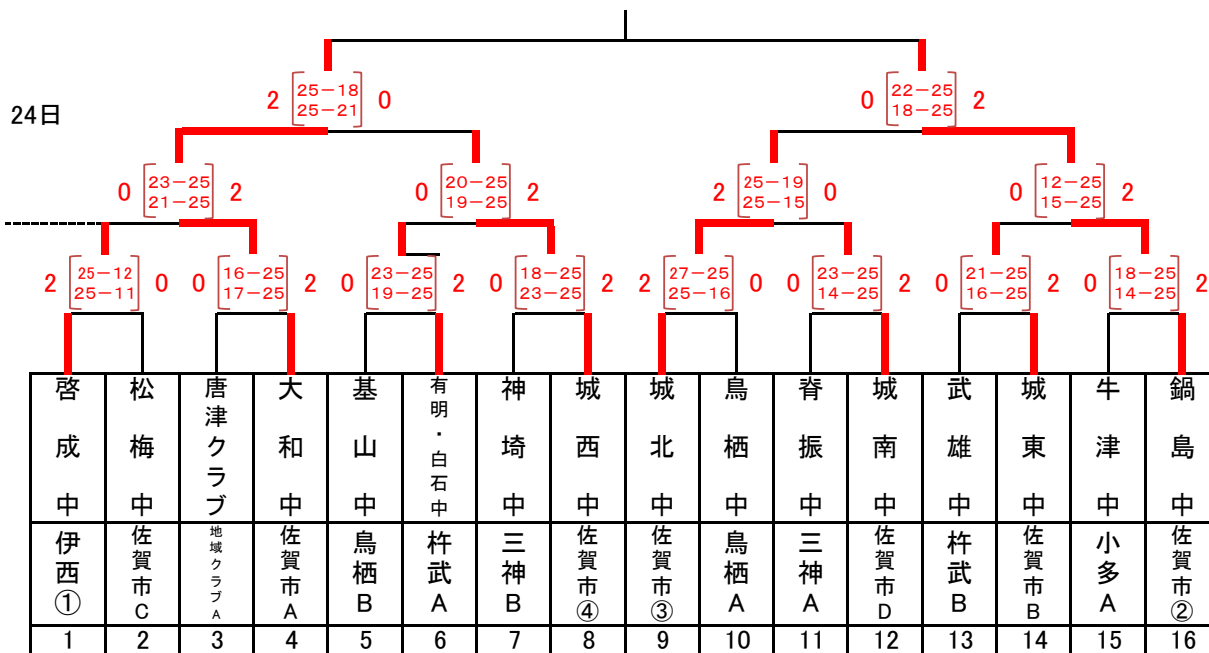 25－18
2 0
25－21
22－25
0 2
18－25
24日
23－25
0 2
21－25
20－25
0 2
19－25
25－19
2 0
25－15
12－25
0 2
15－25
25－12
2 0
25－11
16－25
0 2
17－25
23－25
0 2
19－25
18－25
0 2
23－25
27－25
2 0
25－16
23－25
0 2
14－25
21－25
0 2
16－25
18－25
0 2
14－25
啓成中
松梅中
唐津クラブ
大和中
基山中
有明・白石中
神埼中
城西中
城北中
鳥栖中
脊振中
城南中
武雄中
城東中
牛津中
鍋島中
伊西①
佐賀市C
地域クラブA
佐賀市A
鳥栖B
杵武A
三神B
佐賀市④
佐賀市③
鳥栖A
三神A
佐賀市D
杵武B
佐賀市B
小多A
佐賀市②
1 2 3 4 5 6 7 8 9 10 11 12 13 14 15 16